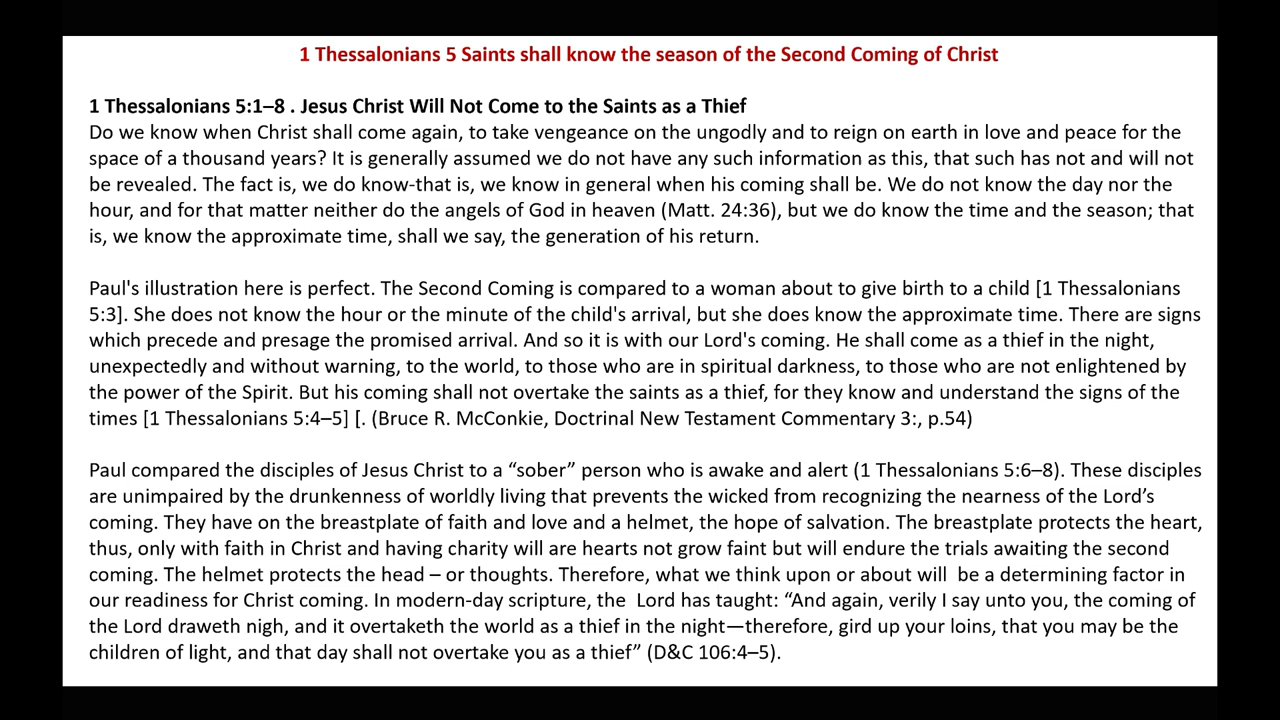 1 Thessalonians 5 Saints shall know the season of the Second Coming of Christ
1 Thessalonians 5:1–8 . Jesus Christ Will Not Come to the Saints as a Thief
Do we know when Christ shall come again, to take vengeance on the ungodly and to reign on earth in love and peace for the
space of a thousand years? It is generally assumed we do not have any such information as this, that such has not and will not
be revealed. The fact is, we do know-that is, we know in general when his coming shall be. We do not know the day nor the
hour, and for that matter neither do the angels of God in heaven (Matt. 24:36), but we do know the time and the season; that
is, we know the approximate time, shall we say, the generation of his return.
Paul's illustration here is perfect. The Second Coming is compared to a woman about to give birth to a child [1 Thessalonians
5:3]. She does not know the hour or the minute of the child's arrival, but she does know the approximate time. There are signs
which precede and presage the promised arrival. And so it is with our Lord's coming. He shall come as a thief in the night,
unexpectedly and without warning, to the world, to those who are in spiritual darkness, to those who are not enlightened by
the power of the Spirit. But his coming shall not overtake the saints as a thief, for they know and understand the signs of the
times [1 Thessalonians 5:4–5] [. (Bruce R. McConkie, Doctrinal New Testament Commentary 3:, p.54)
Paul compared the disciples of Jesus Christ to a “sober” person who is awake and alert (1 Thessalonians 5:6–8). These disciples
are unimpaired by the drunkenness of worldly living that prevents the wicked from recognizing the nearness of the Lord’s
coming. They have on the breastplate of faith and love and a helmet, the hope of salvation. The breastplate protects the heart,
thus, only with faith in Christ and having charity will are hearts not grow faint but will endure the trials awaiting the second
coming. The helmet protects the head – or thoughts. Therefore, what we think upon or about will  be a determining factor in
our readiness for Christ coming. In modern-day scripture, the  Lord has taught: “And again, verily I say unto you, the coming of
the Lord draweth nigh, and it overtaketh the world as a thief in the night—therefore, gird up your loins, that you may be the
children of light, and that day shall not overtake you as a thief” (D&C 106:4–5).